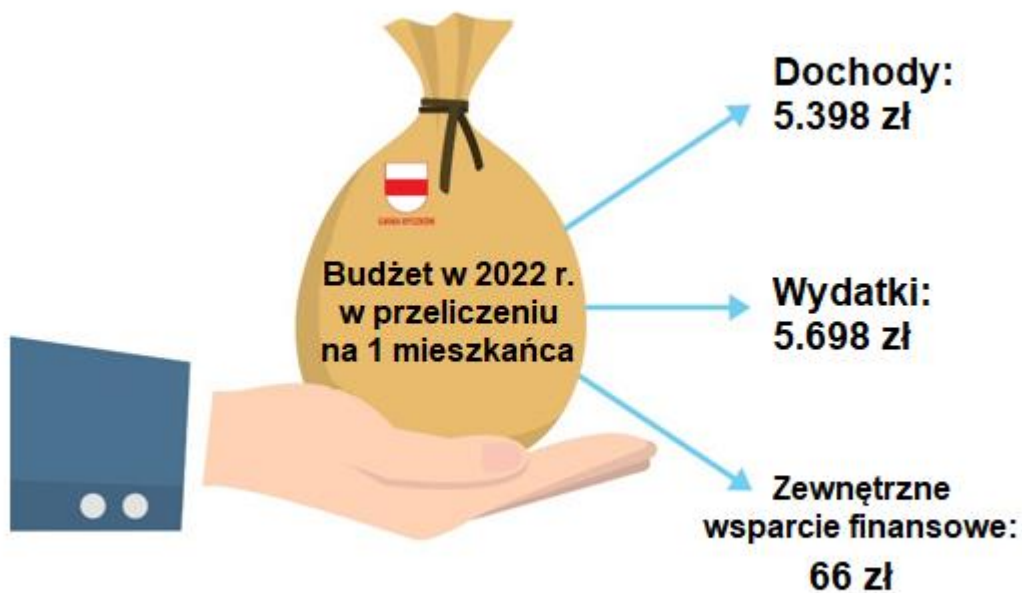 Dochody:
5.398 zł
Budżet w 2022 r.
w przeliczeniu
na 1 mieszkańca
Wydatki:
5.698 zł
Zewnętrzne
wsparcie finansowe:
66 zł